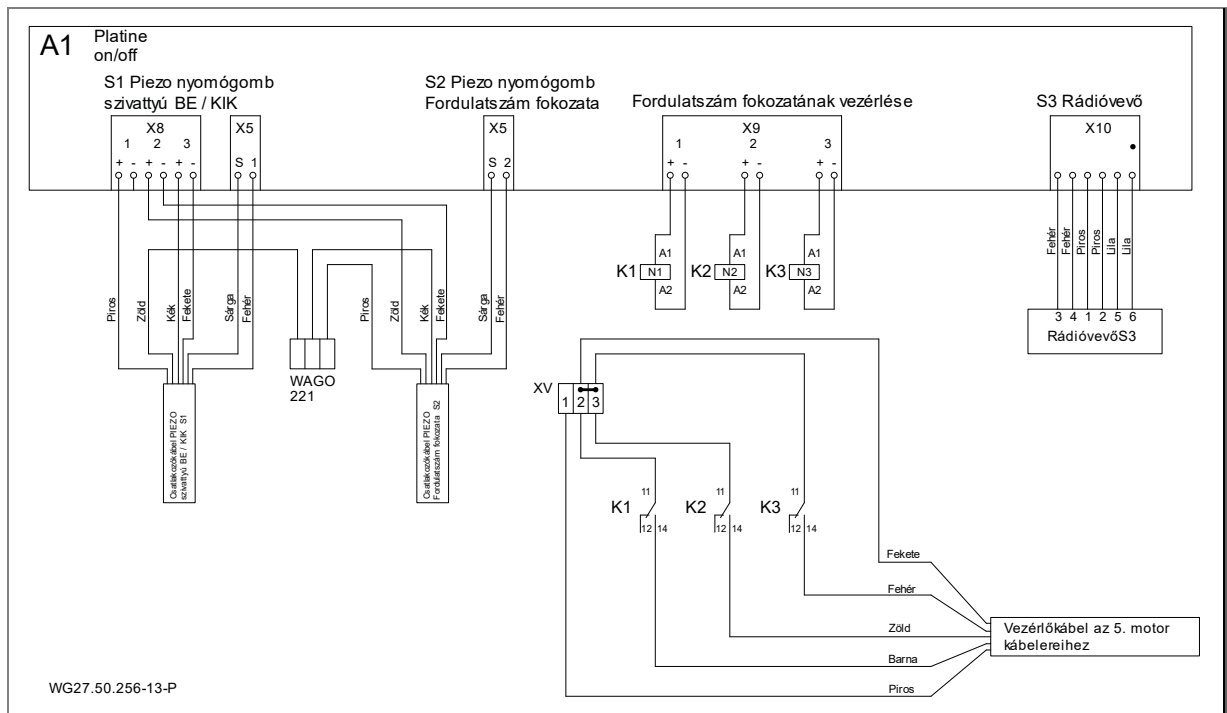 A1 Platine
on/off
S1 Piezo nyomógomb
szivattyú BE / KIK
S2 Piezo nyomógomb
Fordulatszám fokozata
Fordulatszám fokozatának vezérlése
S3 Rádióvevő
X8 X5 X5 X9 X10
1 2 3 1 2 3
+ - + - + - S 1 S 2 + - + - + -
K1 A1 N1 A2
K2 A1 N2 A2
K3 A1 N3 A2
Fehér Fehér Piros Piros Lila Lila
3 4 1 2 5 6
RádióvevőS3
Piros Zöld Kék Fekete Sárga Fehér
WAGO
221
Piros Zöld Kék Fekete Sárga Fehér
Csatlakozókábel PIEZO
szivattyú BE / KIK S1
Csatlakozókábel PIEZO
Fordulatszám fokozata S2
XV 1 2 3
K1 11 12 14
K2 11 12 14
K3 11 12 14
Fekete
Fehér
Zöld
Barna
Piros
Vezérlőkábel az 5. motor
kábelereihez
WG27.50.256-13-P